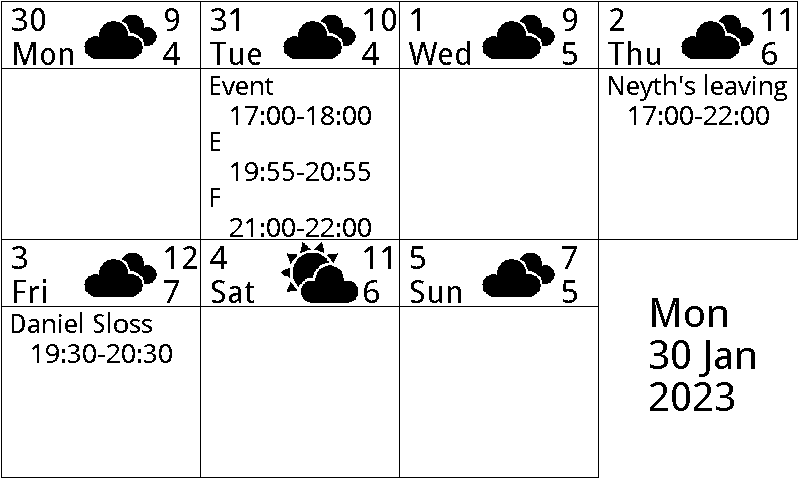 30 9
Mon 4
31 10
Tue 4
1 9
Wed 5
2 11
Thu 6
Event
17:00-18:00
E
19:55-20:55
F
21:00-22:00
Neyth's leaving
17:00-22:00
3 12
Fri 7
4 11
Sat 6
5 7
Sun 5
Daniel Sloss
19:30-20:30
Mon
30 Jan
2023